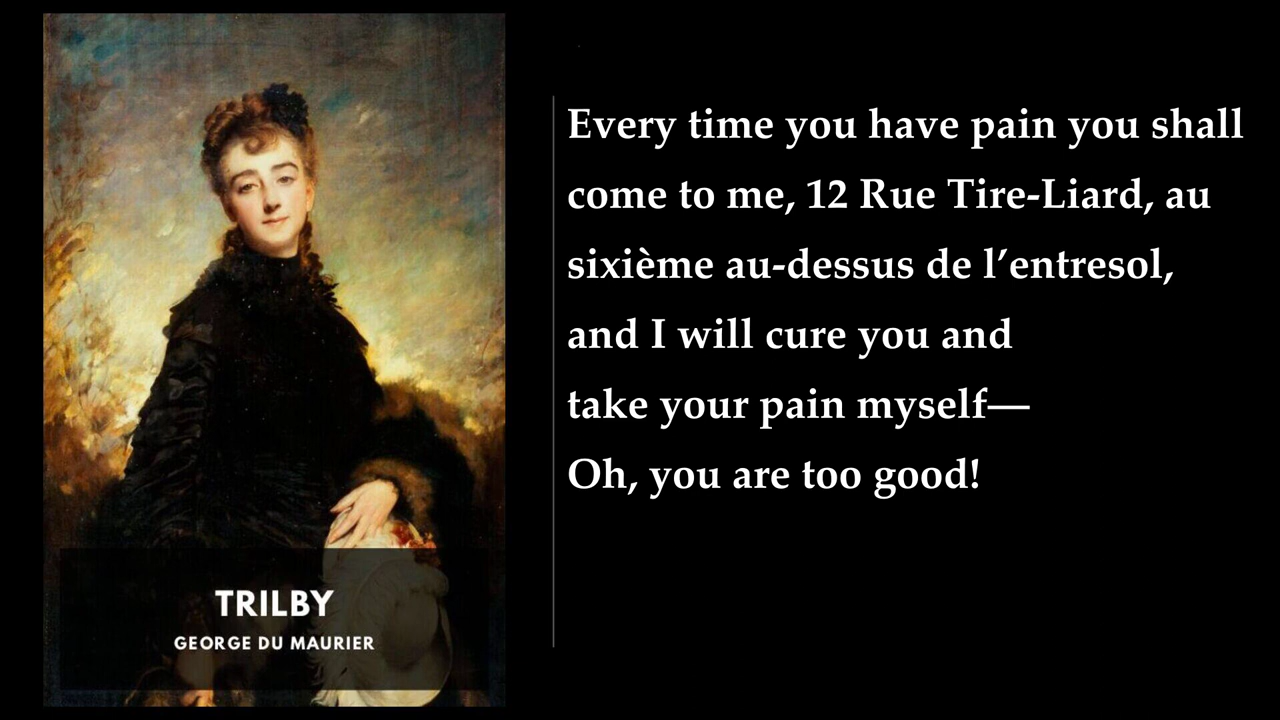 TRILBY
GEORGE DU MAURIER
Every time you have pain you shall
come to me, 12 Rue Tire-Liard, au
sixième au-dessus de l’entresol,
and I will cure you and
take your pain myself—
Oh, you are too good!